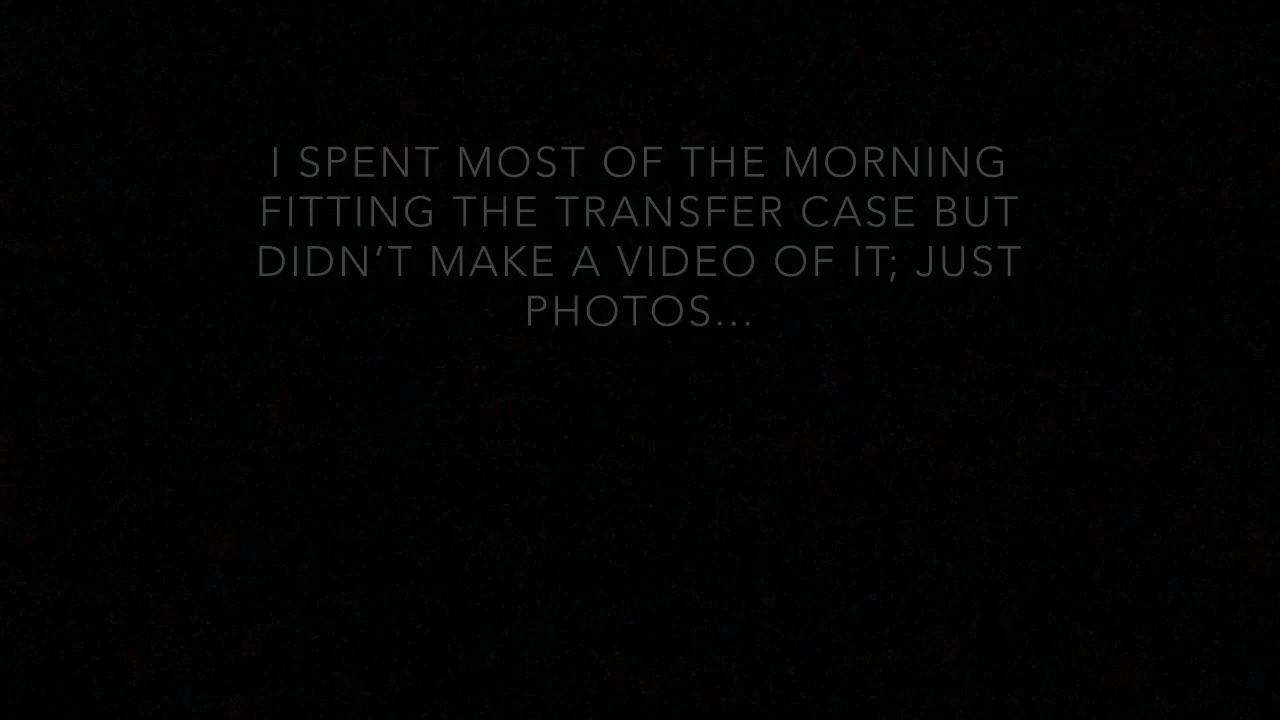 I SPENT MOST OF THE MORNING
FITTING THE TRANSFER CASE BUT
DIDN’T MAKE A VIDEO OF IT; JUST
PHOTOS...